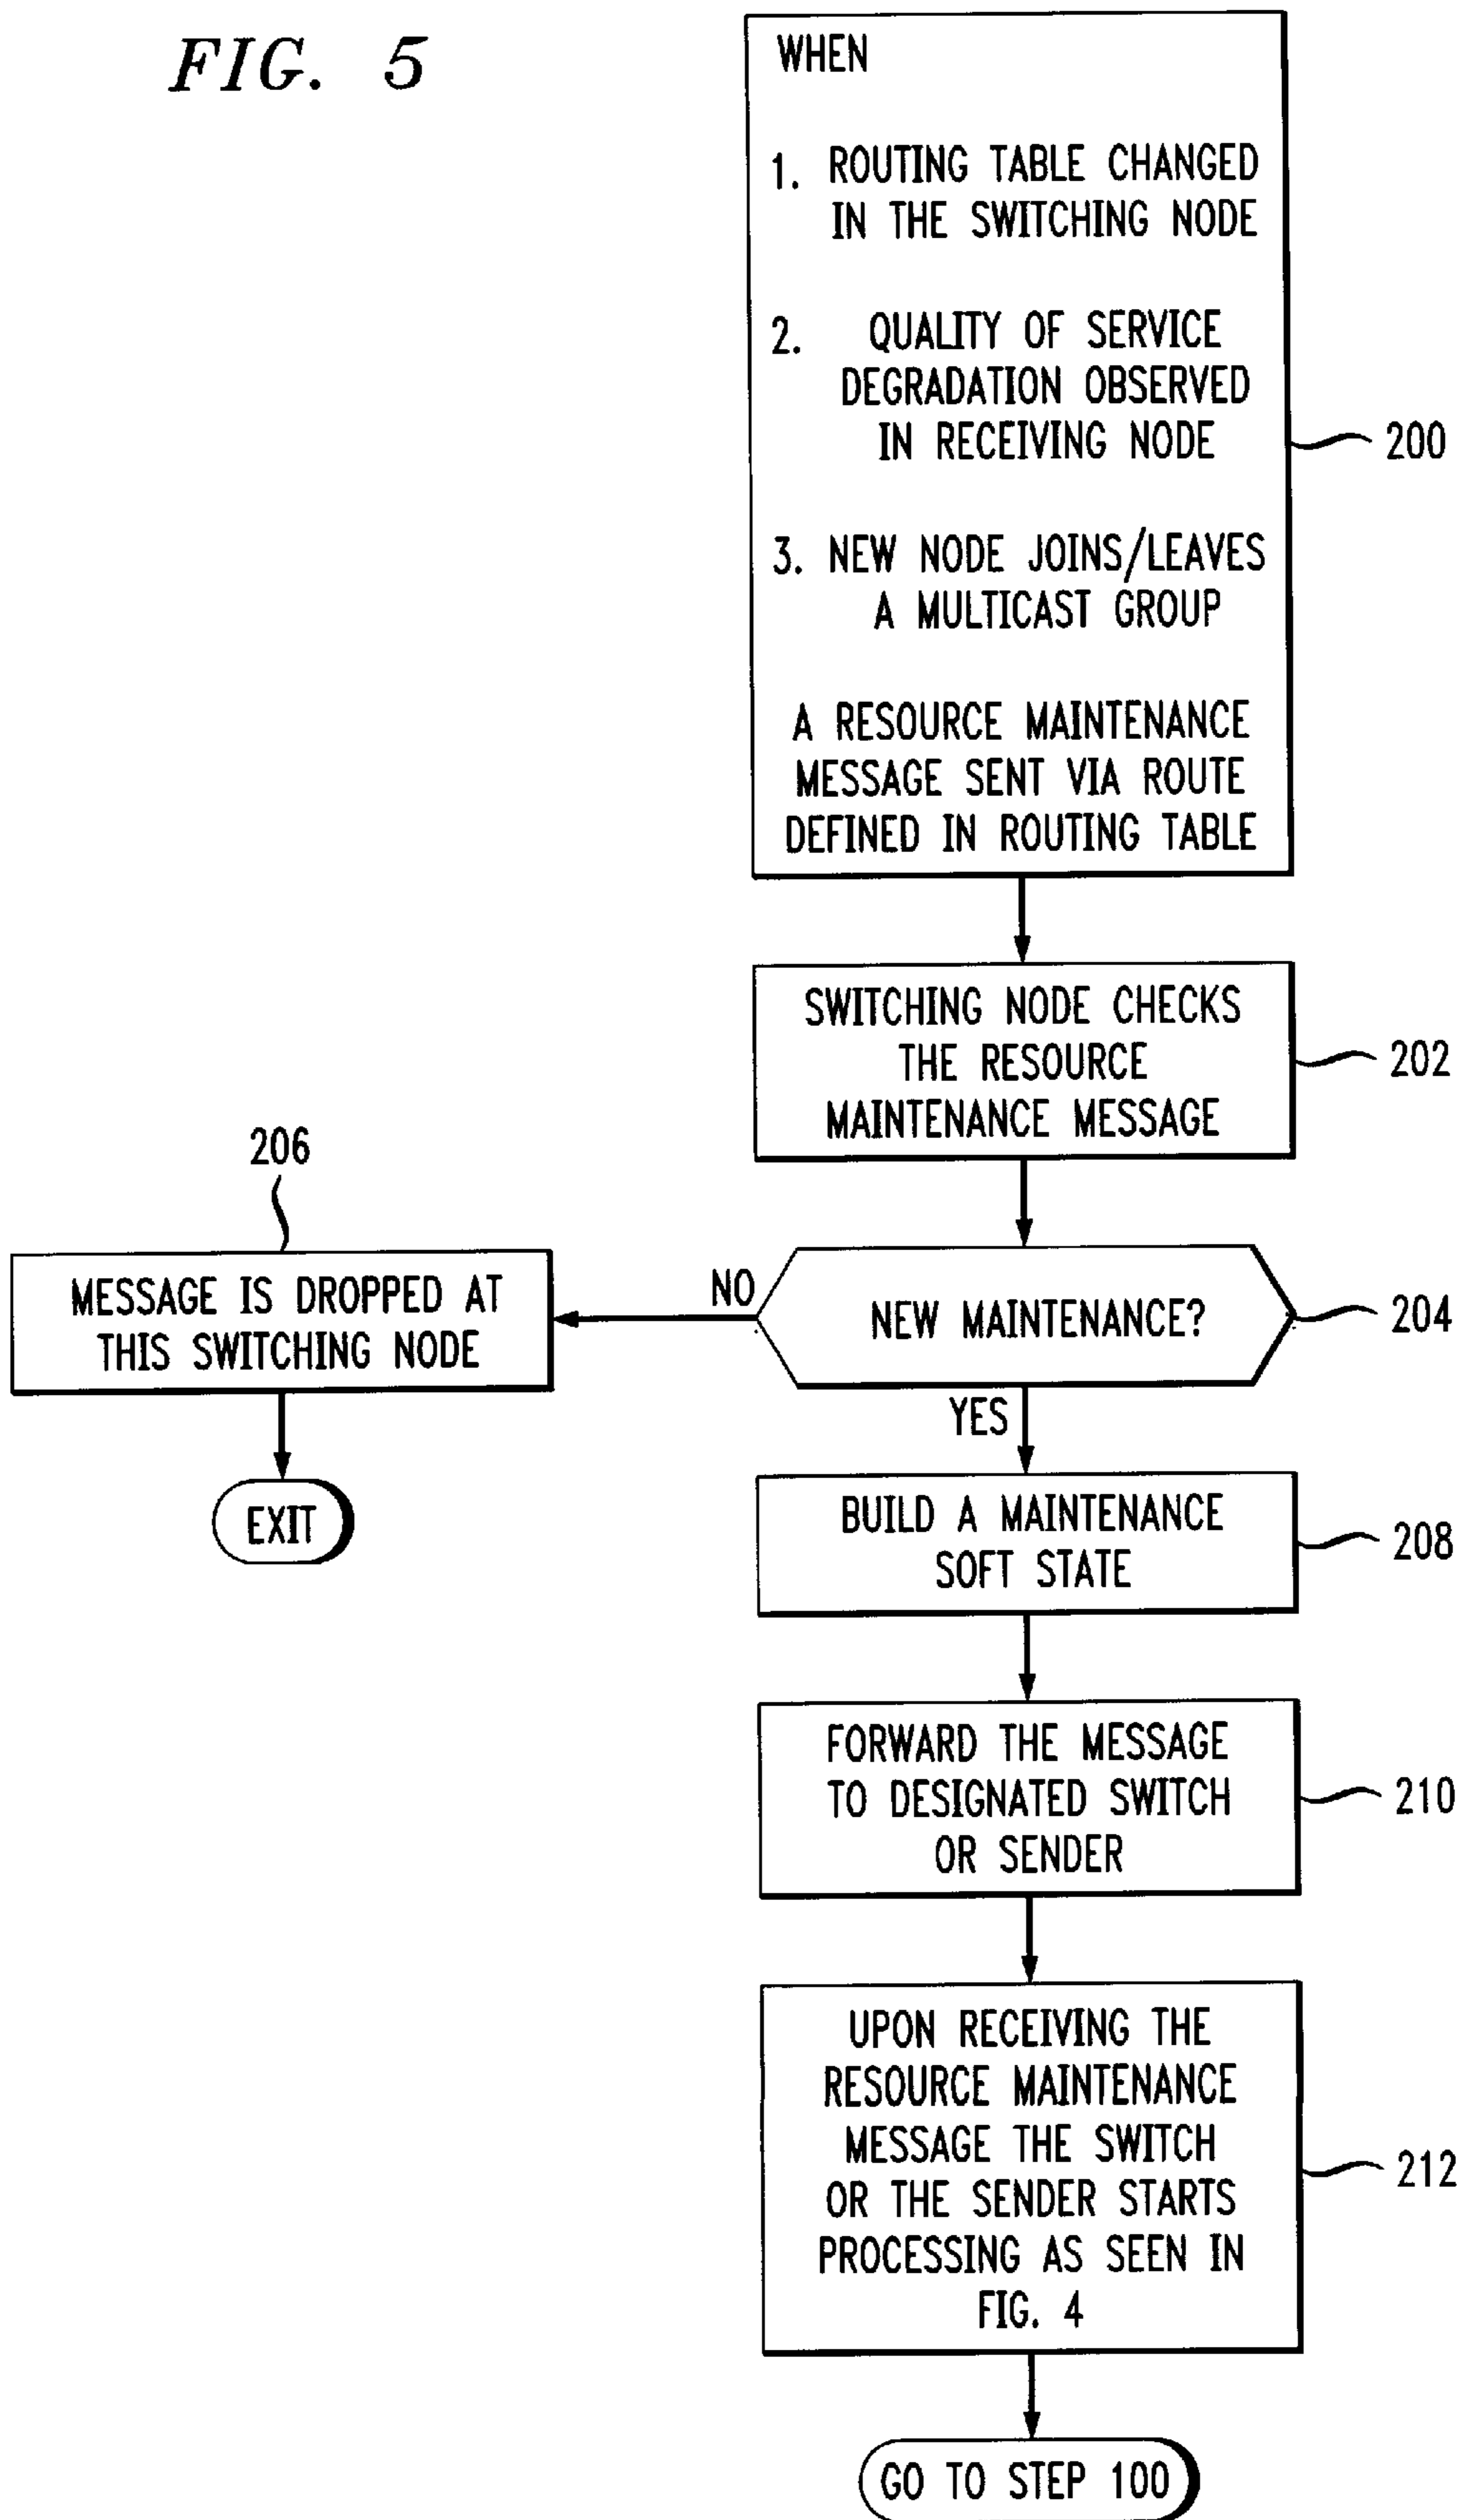 FIG. 5
WHEN
1. ROUTING TABLE CHANGED
IN THE SWITCHING NODE
2. QUALITY OF SERVICE
DEGRADATION OBSERVED
IN RECEIVING NODE
200
3. NEW NODE JOINS/LEAVES
A MULTICAST GROUP
A RESOURCE MAINTENANCE
MESSAGE SENT VIA ROUTE
DEFINED IN ROUTING TABLE
SWITCHING NODE CHECKS
THE RESOURCE
MAINTENANCE MESSAGE
202
206
MESSAGE IS DROPPED AT
THIS SWITCHING NODE
NO
NEW MAINTENANCE?
204
YES
EXIT
BUILD A MAINTENANCE
SOFT STATE
208
FORWARD THE MESSAGE
TO DESIGNATED SWITCH
OR SENDER
210
UPON RECEIVING THE
RESOURCE MAINTENANCE
MESSAGE THE SWITCH
OR THE SENDER STARTS
PROCESSING AS SEEN IN
FIG. 4
212
GO TO STEP 100